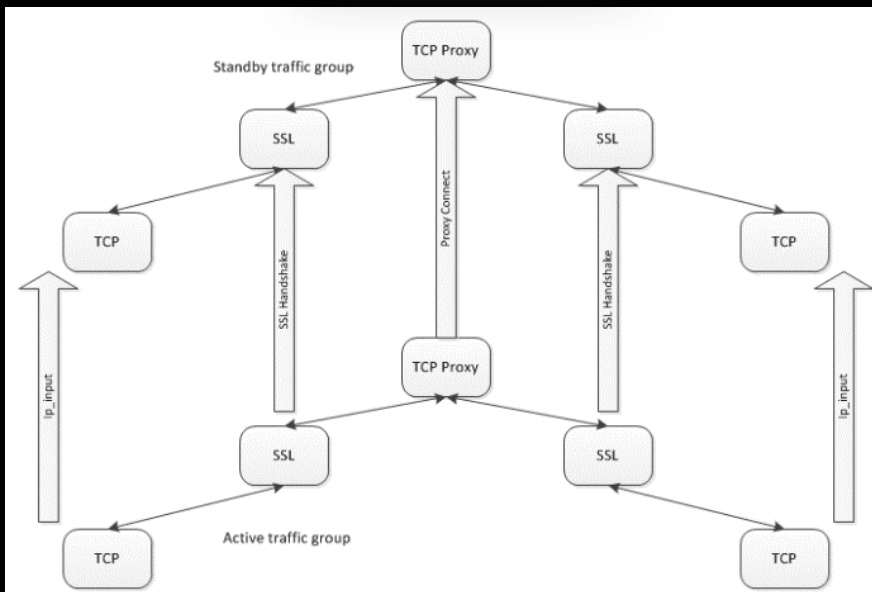 TCP Proxy
Standby traffic group
SSL
SSL
TCP
TCP
Proxy Connect
SSL Handshake
SSL Handshake
Ip_input
Ip_input
TCP Proxy
SSL
SSL
Active traffic group
TCP
TCP